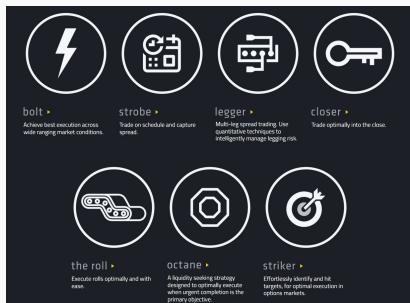 bolt
strobe
legger
closer
Achieve best execution across
wide ranging market conditions.
Trade on schedule and capture
spread.
Multi-leg spread trading. Use
quantitative techniques to
intelligently manage legging risk.
Trade optimally into the close.
the roll
octane
striker
Execute rolls optimally and with
ease.
A liquidity seeking strategy
designed to optimally execute
when urgent completion is the
primary objective.
Effortlessly identify and hit
targets, for optimal execution in
options markets.